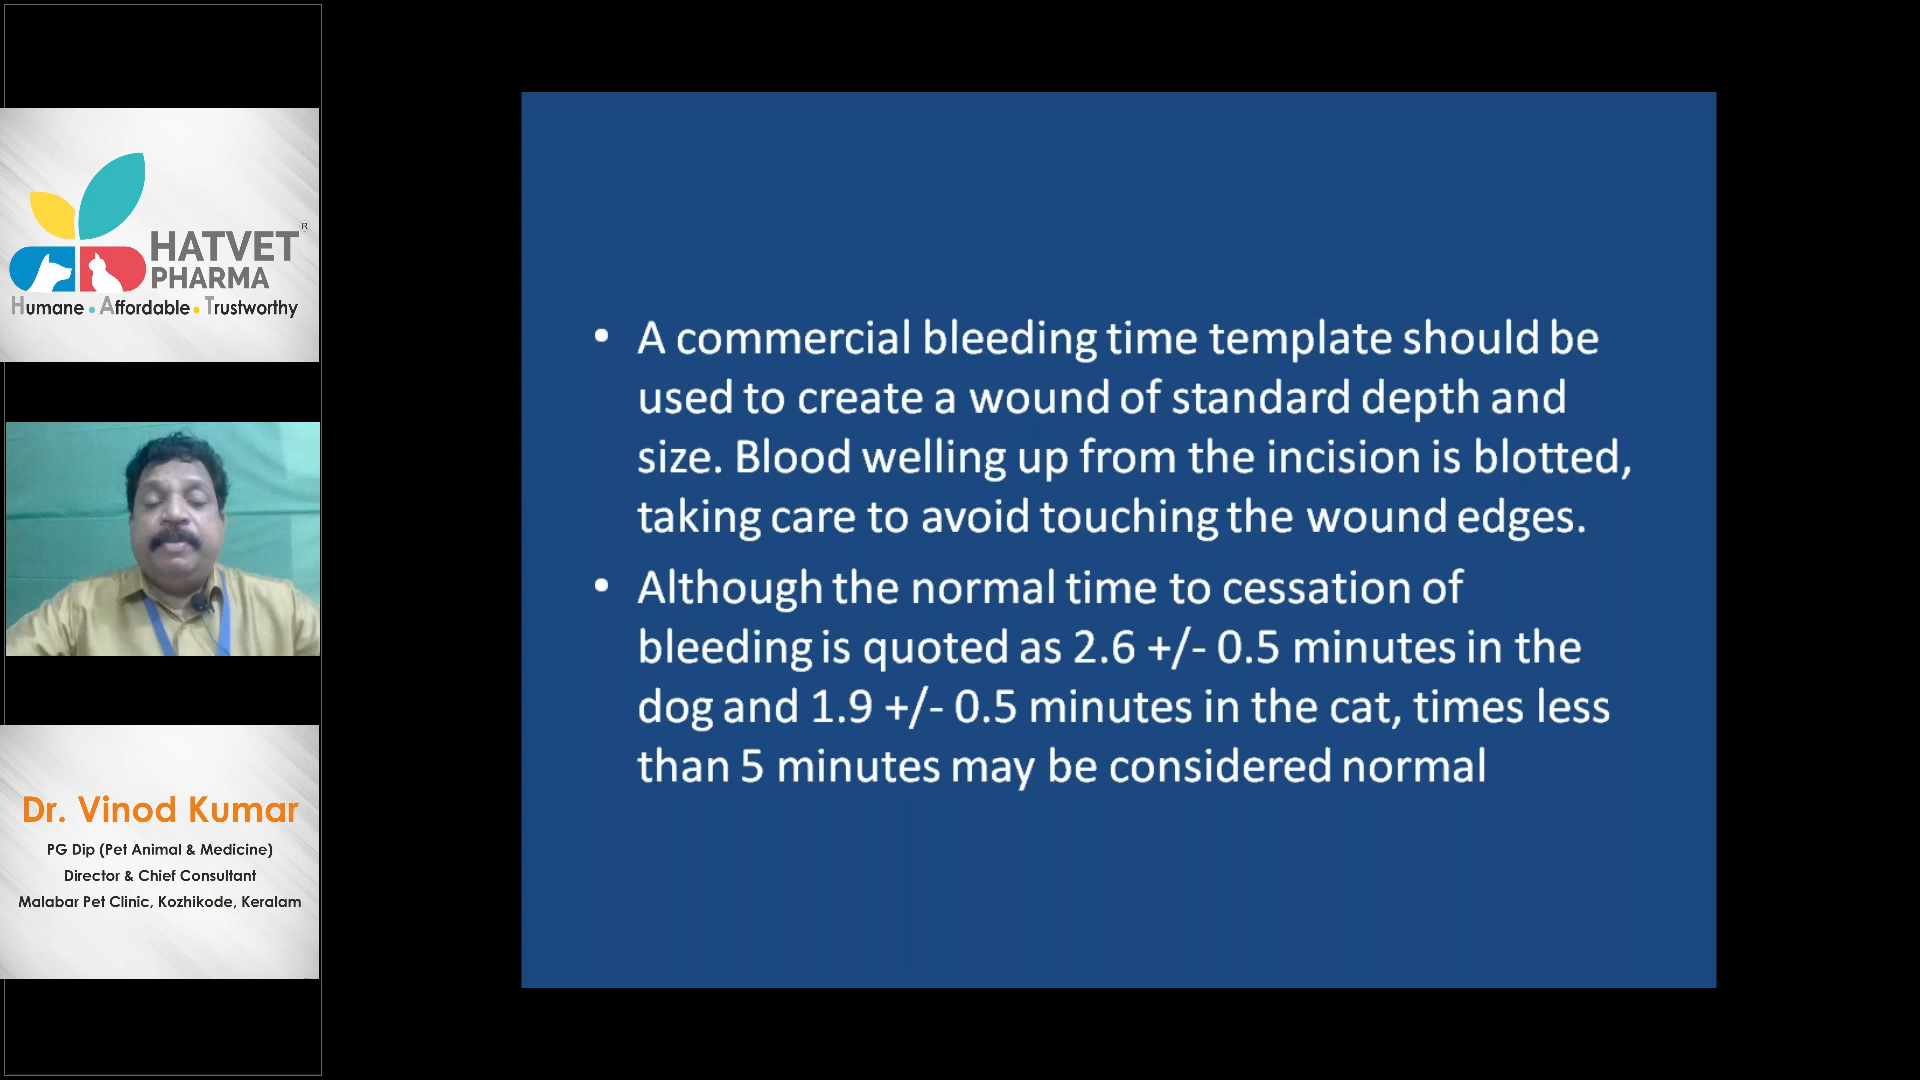 HATVET®
PHARMA
Humane • Affordable • Trustworthy
Dr. Vinod Kumar
PG Dip (Pet Animal & Medicine)
Director & Chief Consultant
Malabar Pet Clinic, Kozhikode, Keralam
• A commercial bleeding time template should be
used to create a wound of standard depth and
size. Blood welling up from the incision is blotted,
taking care to avoid touching the wound edges.
• Although the normal time to cessation of
bleeding is quoted as 2.6 +/- 0.5 minutes in the
dog and 1.9 +/- 0.5 minutes in the cat, times less
than 5 minutes may be considered normal